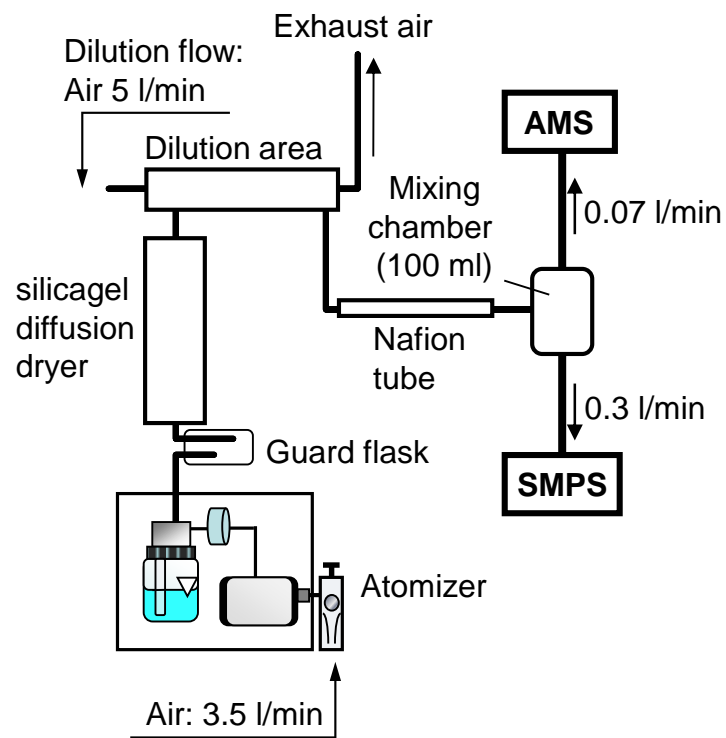 Exhaust air
Dilution flow:
Air 5 l/min
Dilution area
AMS
Mixing
chamber
(100 ml)
0.07 l/min
silicagel
diffusion
dryer
Nafion
tube
0.3 l/min
Guard flask
SMPS
Atomizer
Air: 3.5 l/min